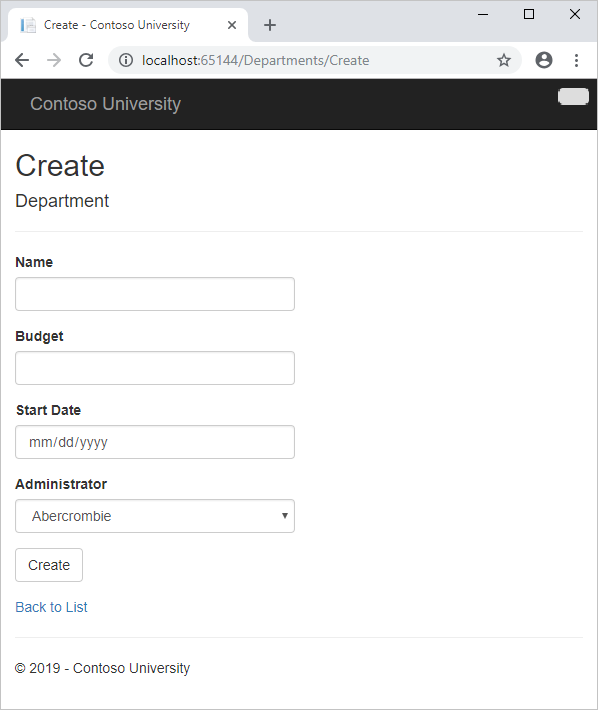 Create - Contoso University
localhost:65144/Departments/Create
Contoso University
Create
Department
Name
Budget
Start Date
mm/dd/yyyy
Administrator
Abercrombie
Create
Back to List
© 2019 - Contoso University